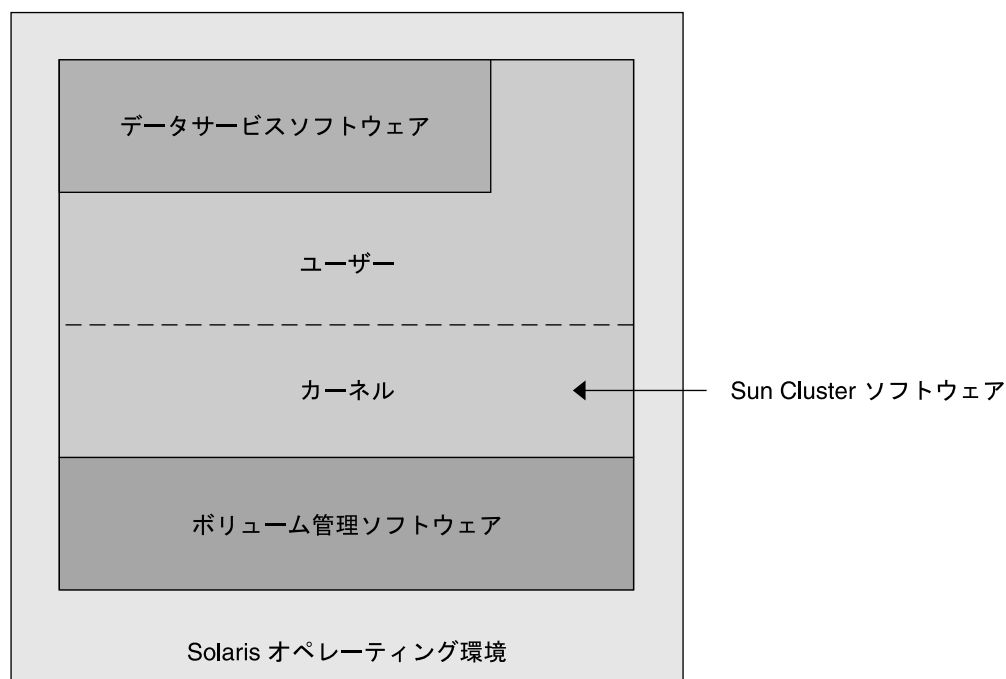 データサービスソフトウェア
ユーザー
カーネル
Sun Cluster ソフトウェア
ボリューム管理ソフトウェア
Solaris オペレーティング環境